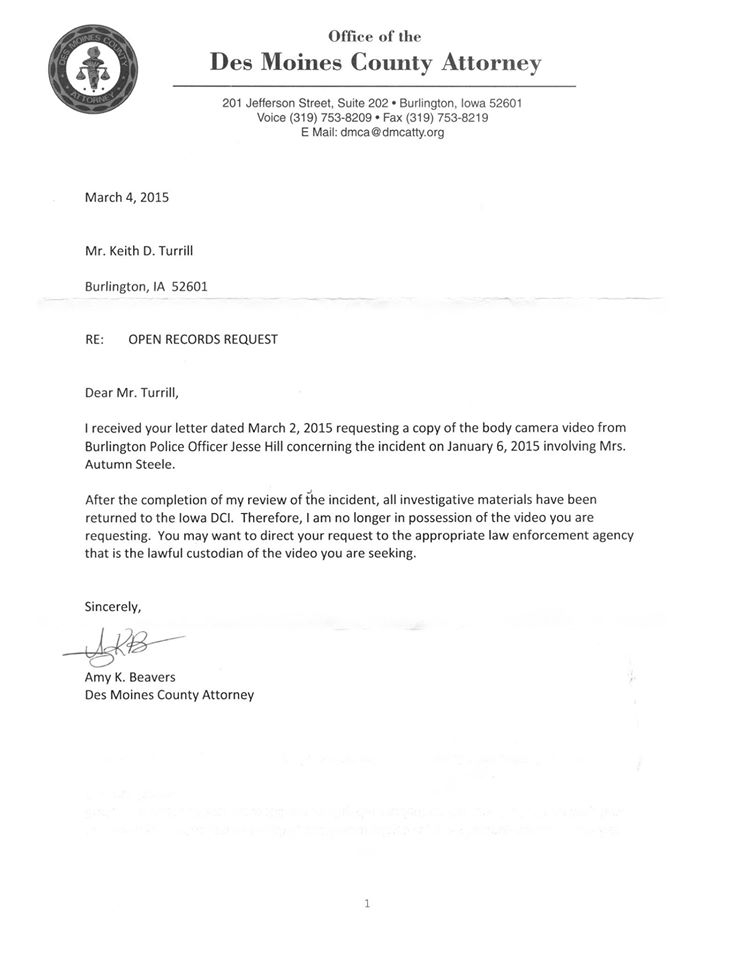 DES MOINES COUNTY
ATTORNEY
Office of the
Des Moines County Attorney
201 Jefferson Street, Suite 202 • Burlington, Iowa 52601
Voice (319) 753-8209 • Fax (319) 753-8219
E Mail: dmca@dmcatty.org
March 4, 2015
Mr. Keith D. Turrill
Burlington, IA  52601
RE: OPEN RECORDS REQUEST
Dear Mr. Turrill,
I received your letter dated March 2, 2015 requesting a copy of the body camera video from
Burlington Police Officer Jesse Hill concerning the incident on January 6, 2015 involving Mrs.
Autumn Steele.
After the completion of my review of the incident, all investigative materials have been
returned to the Iowa DCI.  Therefore, I am no longer in possession of the video you are
requesting.  You may want to direct your request to the appropriate law enforcement agency
that is the lawful custodian of the video you are seeking.
Sincerely,
AKB
Amy K. Beavers
Des Moines County Attorney
1